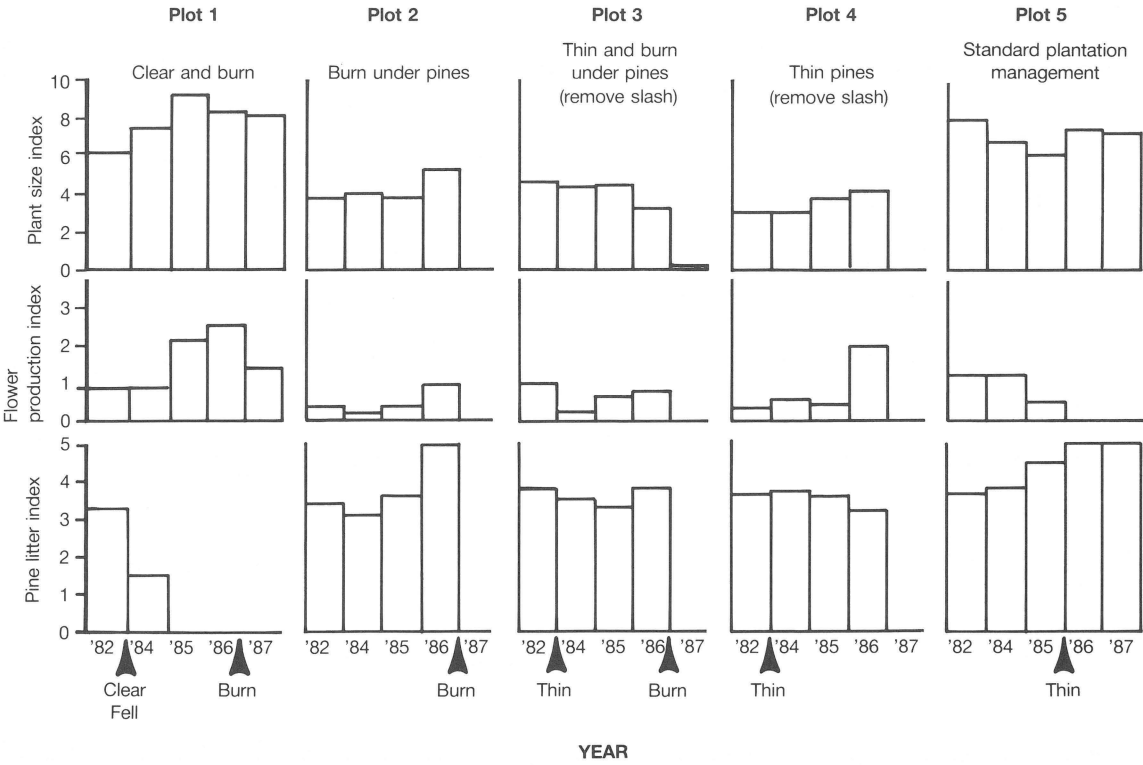 Plot 1
Plot 2
Plot 3
Plot 4
Plot 5
Clear and burn
Burn under pines
Thin and burn
under pines
(remove slash)
Thin pines
(remove slash)
Standard plantation
management
Plant size index
10
8
6
4
2
0
Flower
production index
3
2
1
0
Pine litter index
5
4
3
2
1
0
'82 '84 '85 '86 '87
'82 '84 '85 '86 '87
'82 '84 '85 '86 '87
'82 '84 '85 '86 '87
'82 '84 '85 '86 '87
Clear
Fell
Burn
Burn
Thin
Burn
Thin
Thin
YEAR